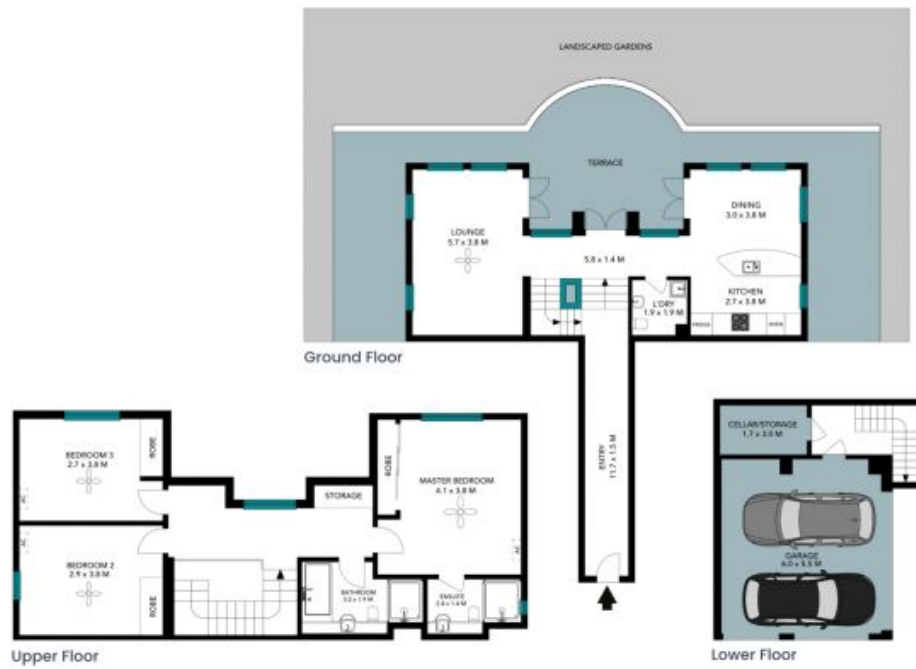 LANDSCAPED GARDENS
TERRACE
LOUNGE
5.7 x 3.8 M
DINING
3.0 x 3.8 M
5.8 x 1.4 M
KITCHEN
2.7 x 3.8 M
L'DRY
1.9 x 1.9 M
FRIDGE
OVEN
ENTRY
11.7 x 1.5 M
Ground Floor
BEDROOM 3
2.7 x 3.8 M
ROBE
AC
BEDROOM 2
2.9 x 3.8 M
ROBE
AC
STORAGE
ROBE
MASTER BEDROOM
4.1 x 3.8 M
AC
BATHROOM
3.2 x 1.9 M
ENSUITE
x 1.4 M
Upper Floor
CELLAR/STORAGE
1.7 x 3.0 M
GARAGE
6.0 x 5.5 M
Lower Floor